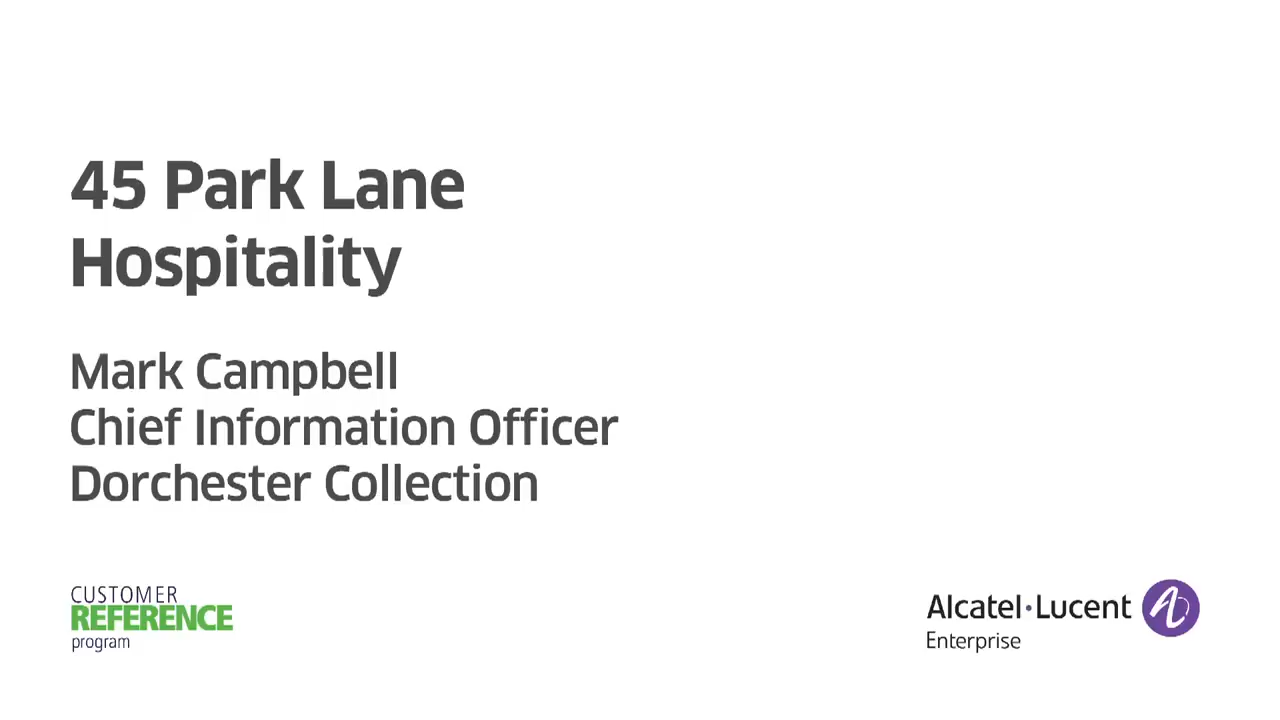 45 Park Lane
Hospitality
Mark Campbell
Chief Information Officer
Dorchester Collection
CUSTOMER
REFERENCE
program
Alcatel·Lucent
Enterprise